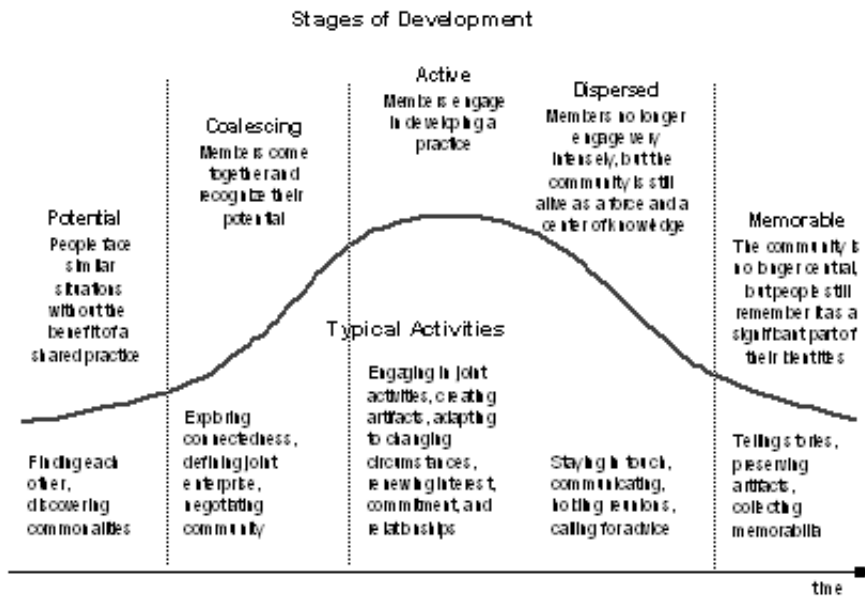 Stages of Development
Potential
People face
similar
situations
without the
benefit of a
shared practice
Coalescing
Members come
together and
recognize their
potential
Active
Members engage
in developing a
practice
Dispersed
Members no longer
engage very
intensely, but the
community is still
alive as a force and a
center of knowledge
Memorable
The community is
no longer central,
but people still
remember it as a
significant part of
their identities
Typical Activities
Finding each
other,
discovering
commonalities
Exploring
connectedness,
defining joint
enterprise,
negotiating
community
Engaging in joint
activities, creating
artifacts, adapting
to changing
circumstances,
renewing interest,
commitment, and
relationships
Staying in touch,
communicating,
holding reunions,
calling for advice
Telling stories,
preserving
artifacts,
collecting
memorabilia
time